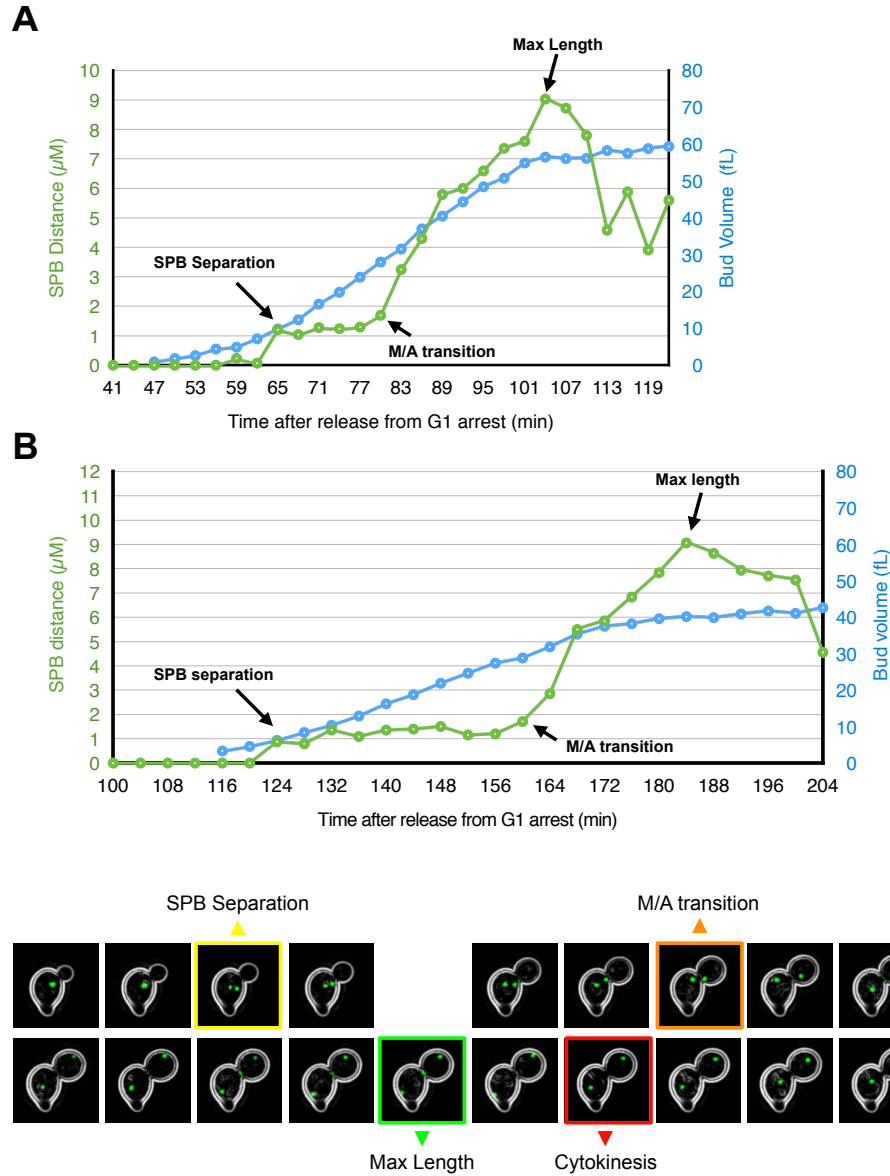 A
Max Length
10
9
8
7
6
5
4
3
2
1
0
SPB Distance (µM)
80
70
60
50
40
30
20
10
0
Bud Volume (fL)
SPB Separation
M/A transition
41 47 53 59 65 71 77 83 89 95 101 107 113 119
Time after release from G1 arrest (min)
B
Max length
12
11
10
9
8
7
6
5
4
3
2
1
0
SPB distance (µM)
80
70
60
50
40
30
20
10
0
Bud volume (fL)
SPB separation
M/A transition
100 108 116 124 132 140 148 156 164 172 180 188 196 204
Time after release from G1 arrest (min)
SPB Separation M/A transition
Max Length Cytokinesis